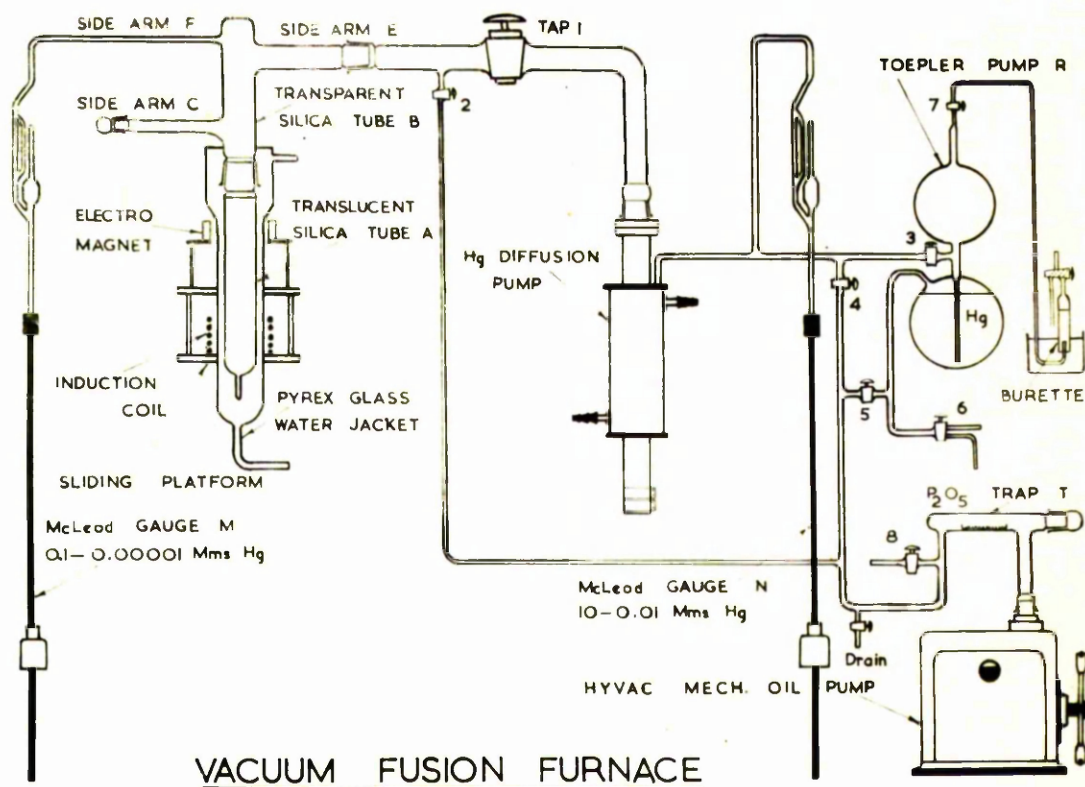 SIDE ARM F
SIDE ARM E
TAP 1
TOEPLER PUMP R
SIDE ARM C
TRANSPARENT
SILICA TUBE B
2
7
ELECTRO
MAGNET
TRANSLUCENT
SILICA TUBE A
Hg DIFFUSION
PUMP
3
4
Hg
INDUCTION
COIL
PYREX GLASS
WATER JACKET
5
6
BURETTE
SLIDING PLATFORM
P2O5 TRAP T
McLeod GAUGE M
0.1-0.00001 Mms Hg
8
McLeod GAUGE N
10-0.01 Mms Hg
Drain
HYVAC MECH. OIL PUMP
VACUUM FUSION FURNACE